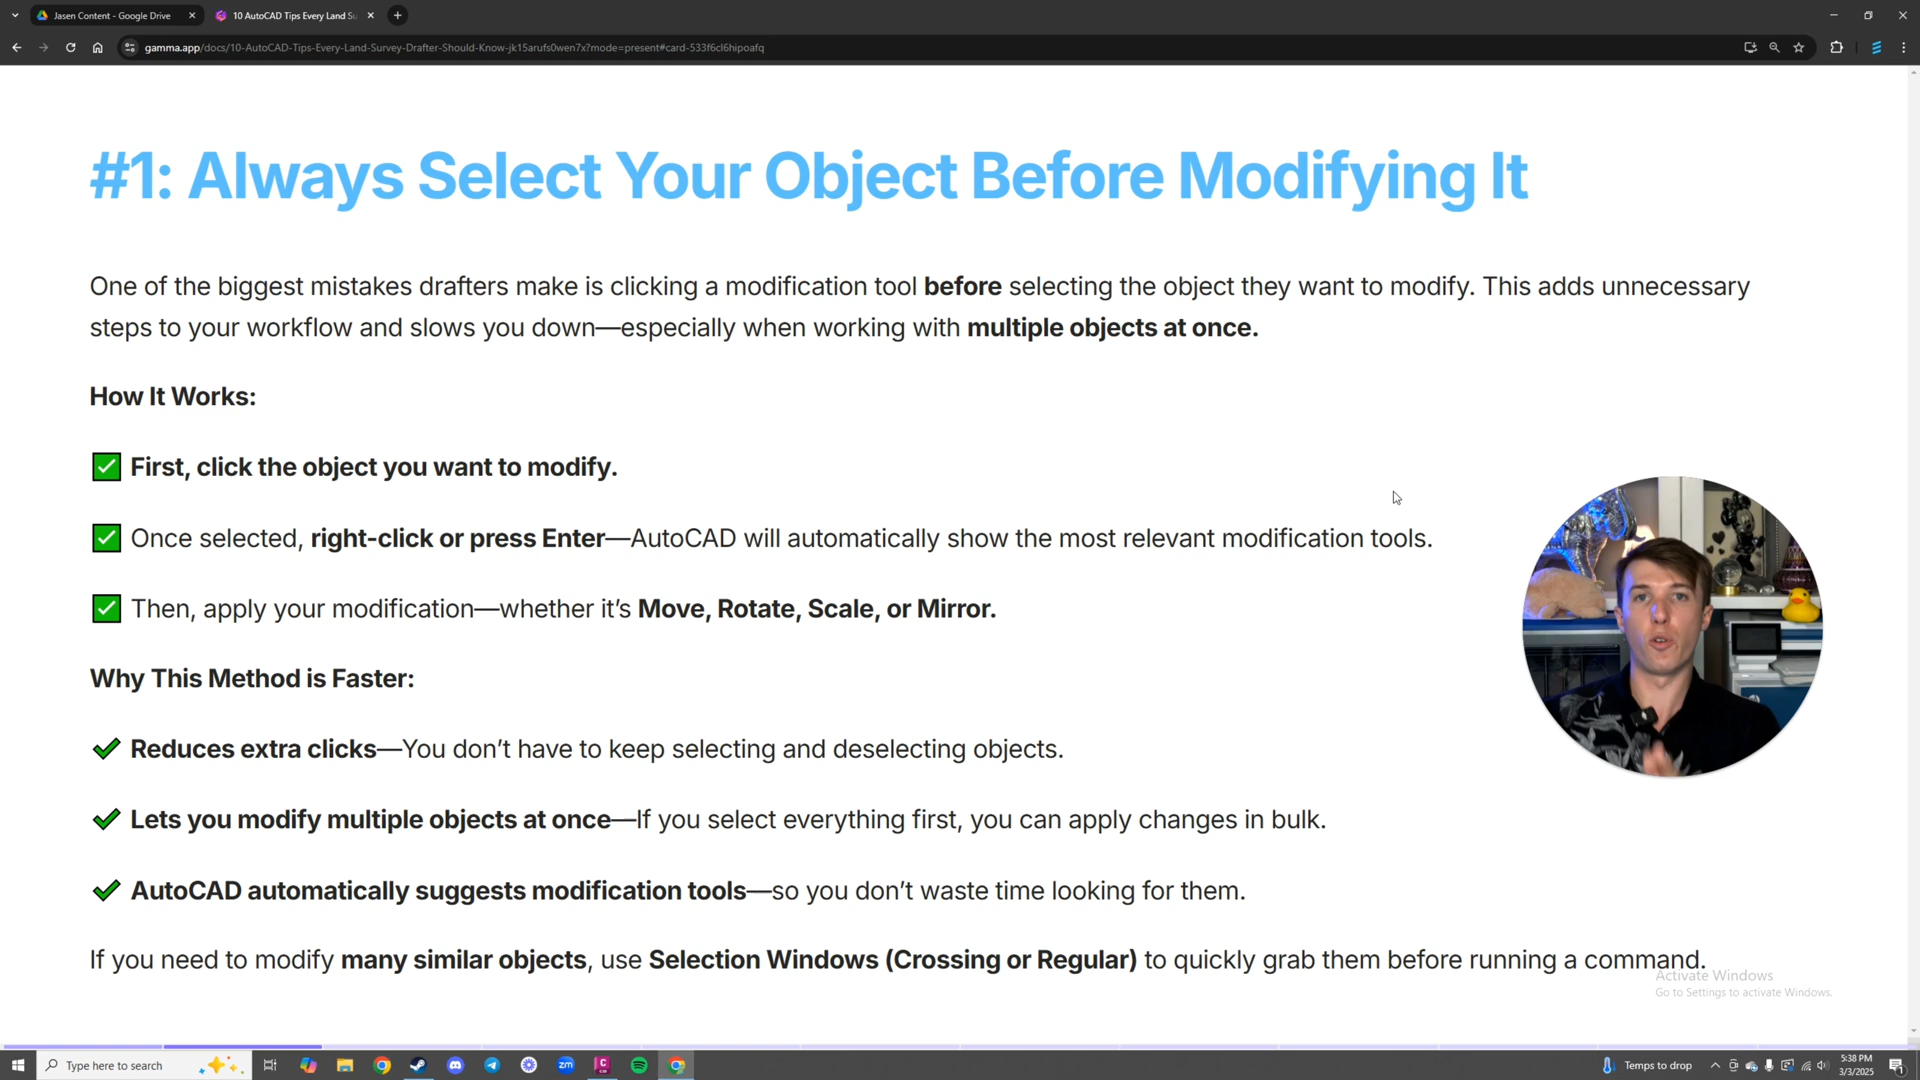 Jasen Content - Google Drive
10 AutoCAD Tips Every Land Su
gamma.app/docs/10-AutoCAD-Tips-Every-Land-Survey-Drafter-Should-Know-jk15arufs0wen7x?mode=present#card-533f6cl6hipoafq
#1: Always Select Your Object Before Modifying It
One of the biggest mistakes drafters make is clicking a modification tool before selecting the object they want to modify. This adds unnecessary
steps to your workflow and slows you down—especially when working with multiple objects at once.
How It Works:
✅ First, click the object you want to modify.
✅ Once selected, right-click or press Enter—AutoCAD will automatically show the most relevant modification tools.
✅ Then, apply your modification—whether it’s Move, Rotate, Scale, or Mirror.
Why This Method is Faster:
✔ Reduces extra clicks—You don’t have to keep selecting and deselecting objects.
✔ Lets you modify multiple objects at once—If you select everything first, you can apply changes in bulk.
✔ AutoCAD automatically suggests modification tools—so you don’t waste time looking for them.
If you need to modify many similar objects, use Selection Windows (Crossing or Regular) to quickly grab them before running a command.
Activate Windows
Go to Settings to activate Windows.
Type here to search
zm
Temps to drop
5:38 PM
3/3/2025